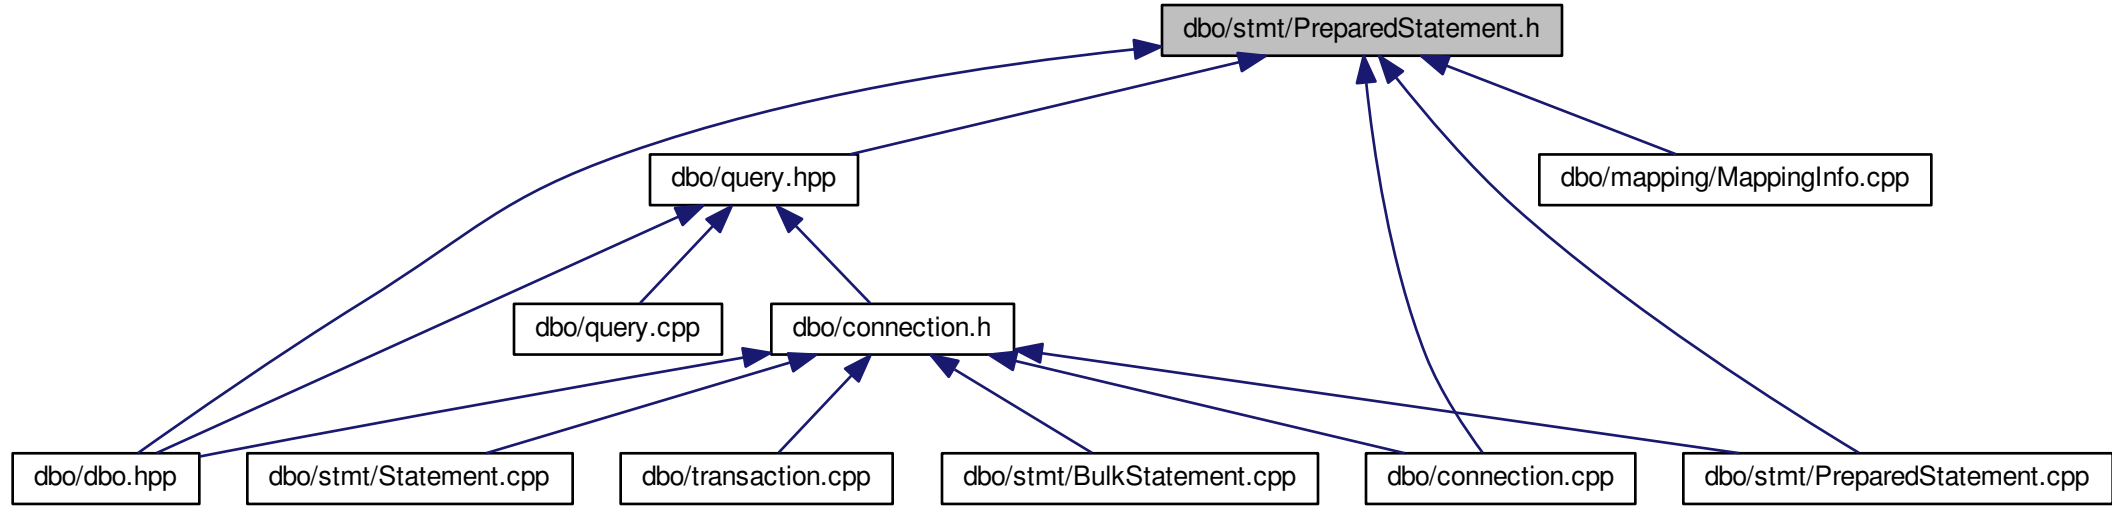 dbo/stmt/PreparedStatement.h
dbo/query.hpp
dbo/mapping/MappingInfo.cpp
dbo/query.cpp
dbo/connection.h
dbo/dbo.hpp
dbo/stmt/Statement.cpp
dbo/transaction.cpp
dbo/stmt/BulkStatement.cpp
dbo/connection.cpp
dbo/stmt/PreparedStatement.cpp